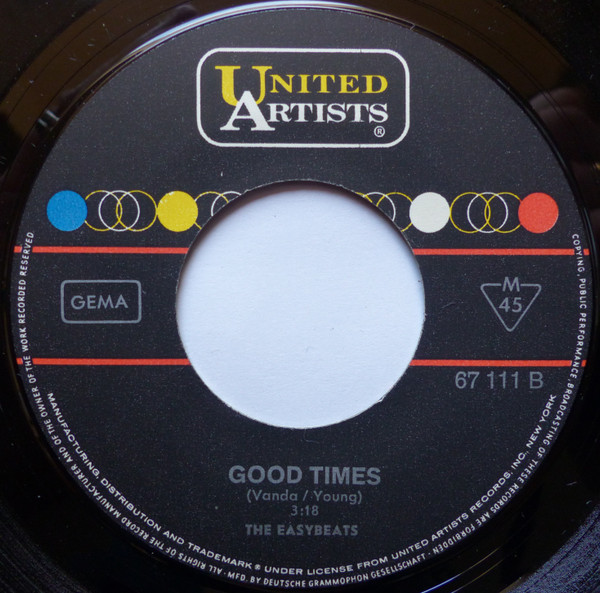 UNITED
ARTISTS
®
GEMA
M
45
67 111 B
GOOD TIMES
(Vanda / Young)
3:18
THE EASYBEATS
MANUFACTURING, DISTRIBUTION AND TRADEMARK ® UNDER LICENSE FROM UNITED ARTISTS RECORDS, INC. NEW YORK
ALL RIGHTS OF THE RECORD MANUFACTURER AND OF THE OWNER OF THE WORK RECORDED RESERVED
COPYING, PUBLIC PERFORMANCE, BROADCASTING OF THESE RECORDS ARE FORBIDDEN
· MFD. BY DEUTSCHE GRAMMOPHON GESELLSCHAFT ·